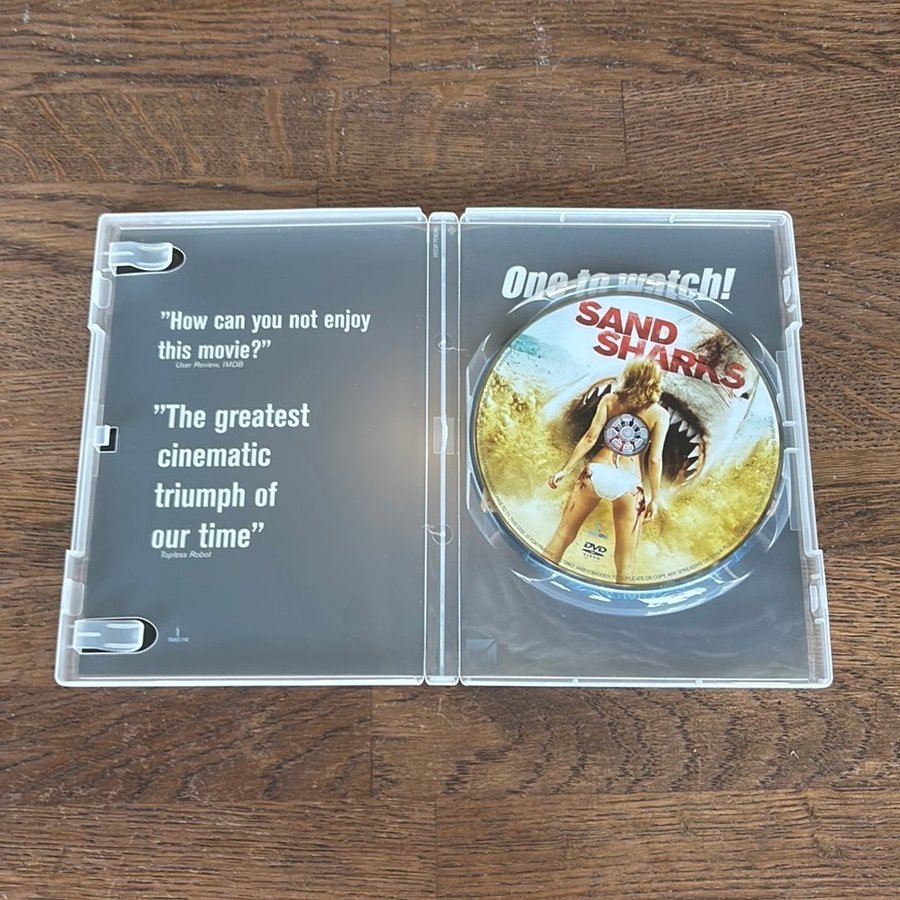 "How can you not enjoy
this movie?"
User Review, IMDB
"The greatest
cinematic
triumph of
our time"
Topless Robot
One to watch!
SAND
SHARKS
DVD
VIDEO